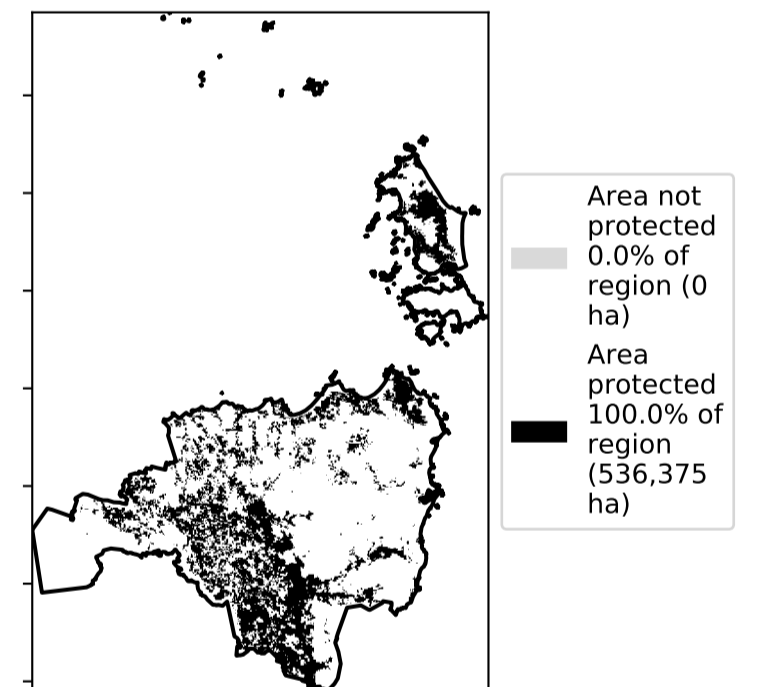 Area not
protected
0.0% of
region (0
ha)
Area
protected
100.0% of
region
(536,375
ha)